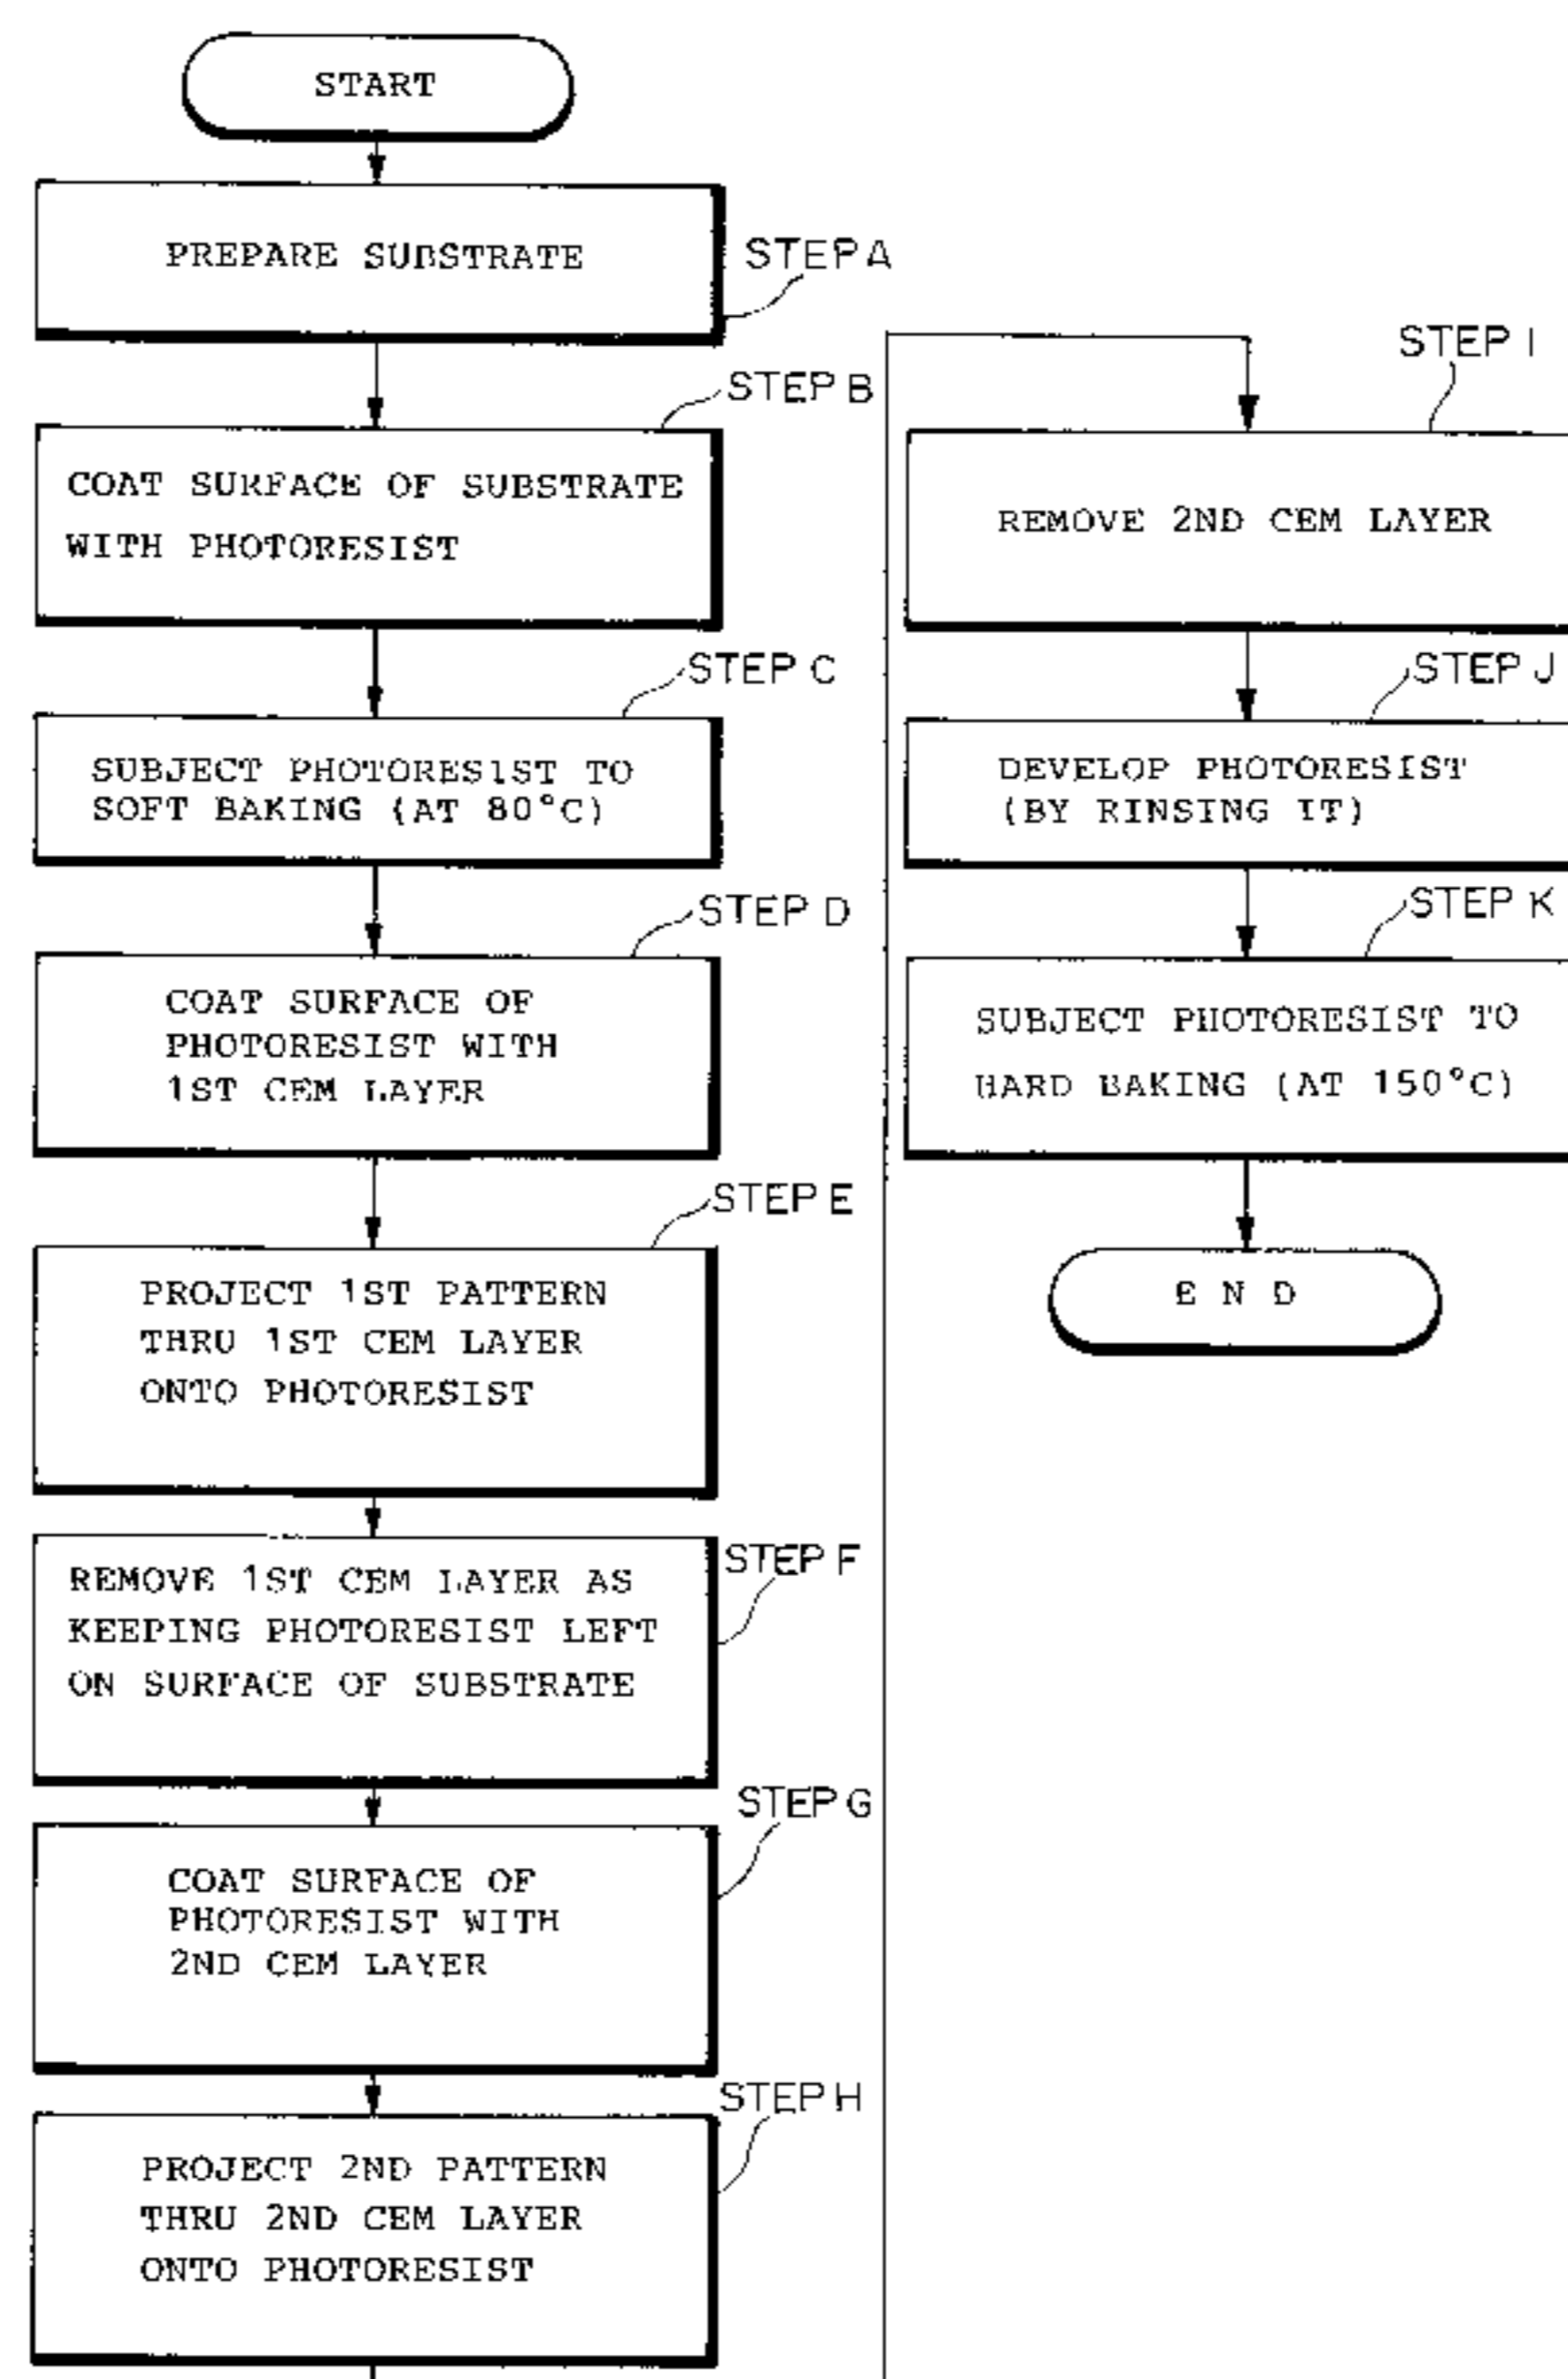 START
PREPARE SUBSTRATE
STEP A
STEP B
COAT SURFACE OF SUBSTRATE
WITH PHOTORESIST
STEP C
SUBJECT PHOTORESIST TO
SOFT BAKING (AT 80°C)
STEP D
COAT SURFACE OF
PHOTORESIST WITH
1ST CEM LAYER
STEP E
PROJECT 1ST PATTERN
THRU 1ST CEM LAYER
ONTO PHOTORESIST
STEP F
REMOVE 1ST CEM LAYER AS
KEEPING PHOTORESIST LEFT
ON SURFACE OF SUBSTRATE
STEP G
COAT SURFACE OF
PHOTORESIST WITH
2ND CEM LAYER
STEP H
PROJECT 2ND PATTERN
THRU 2ND CEM LAYER
ONTO PHOTORESIST
STEP I
REMOVE 2ND CEM LAYER
STEP J
DEVELOP PHOTORESIST
(BY RINSING IT)
STEP K
SUBJECT PHOTORESIST TO
HARD BAKING (AT 150°C)
E N D